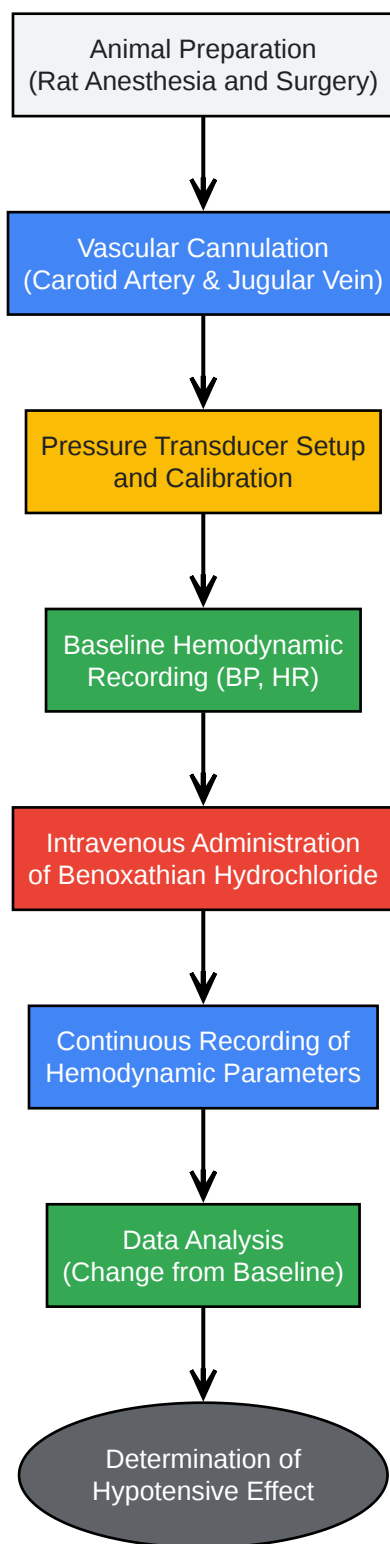 Animal Preparation
(Rat Anesthesia and Surgery)
Vascular Cannulation
(Carotid Artery & Jugular Vein)
Pressure Transducer Setup
and Calibration
Baseline Hemodynamic
Recording (BP, HR)
Intravenous Administration
of Benoxathian Hydrochloride
Continuous Recording of
Hemodynamic Parameters
Data Analysis
(Change from Baseline)
Determination of
Hypotensive Effect